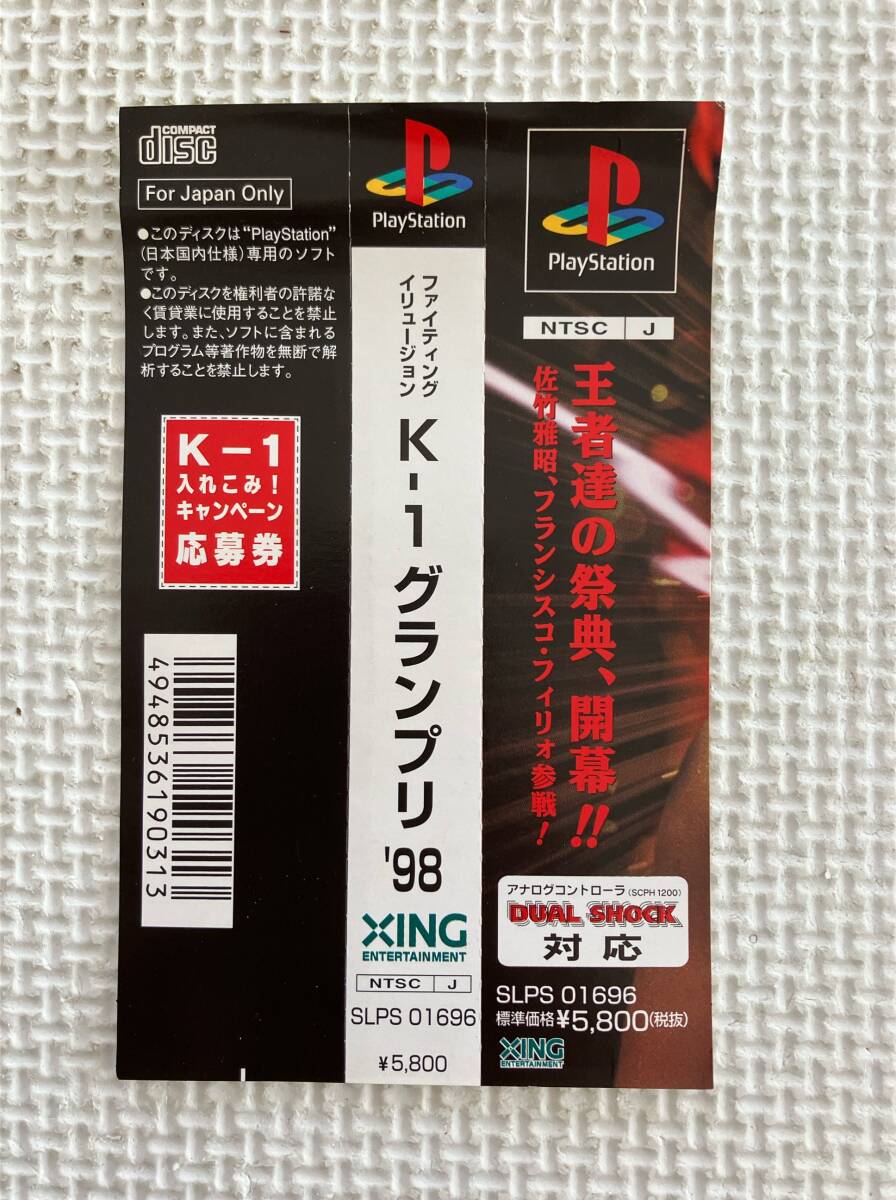 COMPACT
disc
For Japan Only
●このディスクは“PlayStation”
(日本国内仕様)専用のソフト
です。
●このディスクを権利者の許諾な
く賃貸業に使用することを禁止
します。また、ソフトに含まれる
プログラム等著作物を無断で解
析することを禁止します。
K-1
入れこみ!
キャンペーン
応募券
4948536190313
PlayStation
ファイティング
イリュージョン
K-1 グランプリ '98
XING
ENTERTAINMENT
NTSC J
SLPS 01696
¥5,800
PlayStation
NTSC J
王者達の祭典、開幕!!
佐竹雅昭、フランシスコ・フィリォ参戦!
アナログコントローラ(SCPH 1200)
DUAL SHOCK
対応
SLPS 01696
標準価格¥5,800(税抜)
XING
ENTERTAINMENT